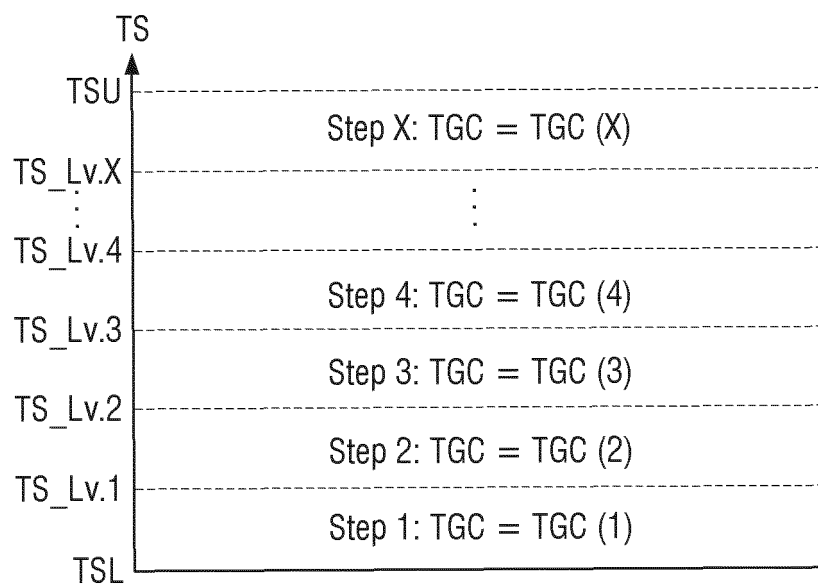 TS
TSU
Step X: TGC = TGC (X)
TS_Lv.X
TS_Lv.4
Step 4: TGC = TGC (4)
TS_Lv.3
Step 3: TGC = TGC (3)
TS_Lv.2
Step 2: TGC = TGC (2)
TS_Lv.1
Step 1: TGC = TGC (1)
TSL